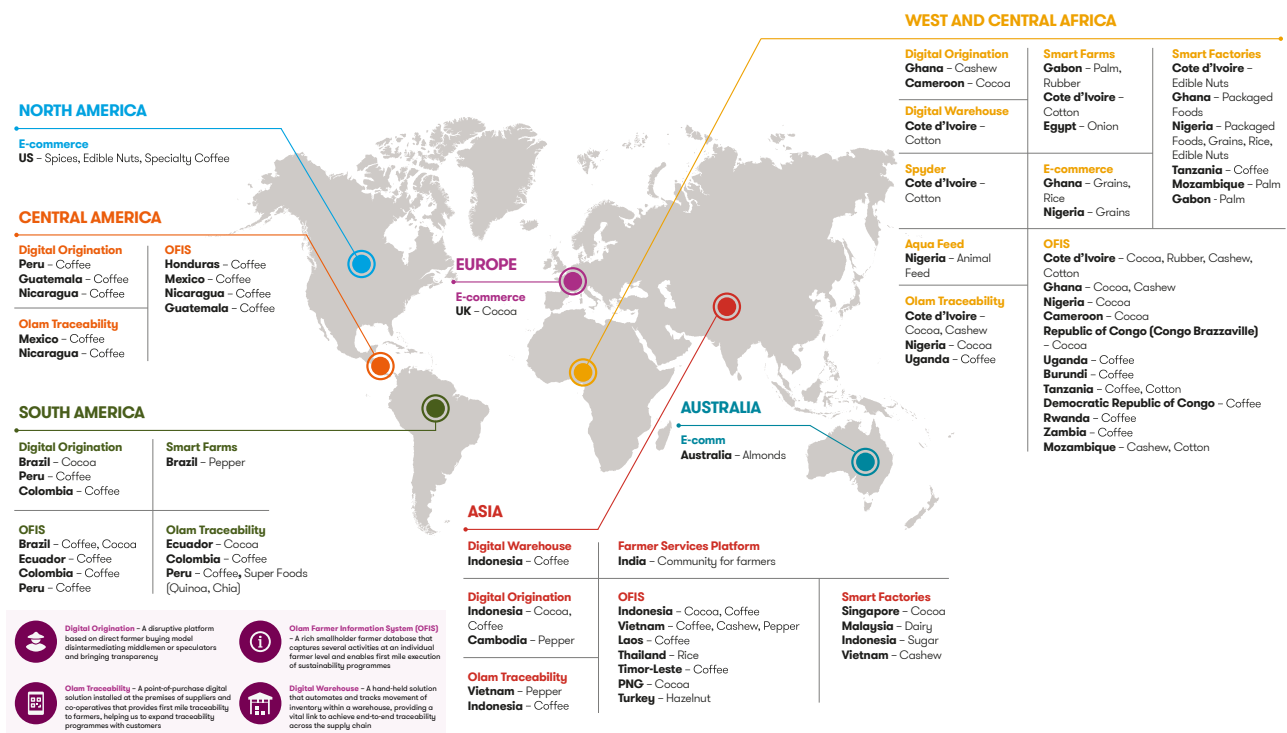 WEST AND CENTRAL AFRICA
Digital Origination
Ghana – Cashew
Cameroon – Cocoa
Digital Warehouse
Cote d’Ivoire –
Cotton
Spyder
Cote d’Ivoire –
Cotton
Smart Farms
Gabon – Palm,
Rubber
Cote d’Ivoire –
Cotton
Egypt – Onion
E-commerce
Ghana – Grains,
Rice
Nigeria – Grains
Smart Factories
Cote d’Ivoire –
Edible Nuts
Ghana – Packaged
Foods
Nigeria – Packaged
Foods, Grains, Rice,
Edible Nuts
Tanzania – Coffee
Mozambique – Palm
Gabon - Palm
Aqua Feed
Nigeria – Animal
Feed
Olam Traceability
Cote d’Ivoire –
Cocoa, Cashew
Nigeria – Cocoa
Uganda – Coffee
OFIS
Cote d’Ivoire – Cocoa, Rubber, Cashew,
Cotton
Ghana – Cocoa, Cashew
Nigeria – Cocoa
Cameroon – Cocoa
Republic of Congo (Congo Brazzaville)
– Cocoa
Uganda – Coffee
Burundi – Coffee
Tanzania – Coffee, Cotton
Democratic Republic of Congo – Coffee
Rwanda – Coffee
Zambia – Coffee
Mozambique – Cashew, Cotton
NORTH AMERICA
E-commerce
US – Spices, Edible Nuts, Specialty Coffee
CENTRAL AMERICA
Digital Origination
Peru – Coffee
Guatemala – Coffee
Nicaragua – Coffee
Olam Traceability
Mexico – Coffee
Nicaragua – Coffee
OFIS
Honduras – Coffee
Mexico – Coffee
Nicaragua – Coffee
Guatemala – Coffee
EUROPE
E-commerce
UK – Cocoa
SOUTH AMERICA
Digital Origination
Brazil – Cocoa
Peru – Coffee
Colombia – Coffee
Smart Farms
Brazil – Pepper
OFIS
Brazil – Coffee, Cocoa
Ecuador – Coffee
Colombia – Coffee
Peru – Coffee
Olam Traceability
Ecuador – Cocoa
Colombia – Coffee
Peru – Coffee, Super Foods
(Quinoa, Chia)
AUSTRALIA
E-comm
Australia – Almonds
ASIA
Digital Warehouse
Indonesia – Coffee
Farmer Services Platform
India – Community for farmers
Digital Origination
Indonesia – Cocoa,
Coffee
Cambodia – Pepper
Olam Traceability
Vietnam – Pepper
Indonesia – Coffee
OFIS
Indonesia – Cocoa, Coffee
Vietnam – Coffee, Cashew, Pepper
Laos – Coffee
Thailand – Rice
Timor-Leste – Coffee
PNG – Cocoa
Turkey – Hazelnut
Smart Factories
Singapore – Cocoa
Malaysia – Dairy
Indonesia – Sugar
Vietnam – Cashew
Digital Origination – A disruptive platform
based on direct farmer buying model
disintermediating middlemen or speculators
and bringing transparency
Olam Farmer Information System (OFIS)
– A rich smallholder farmer database that
captures several activities at an individual
farmer level and enables first mile execution
of sustainability programmes
Olam Traceability – A point-of-purchase digital
solution installed at the premises of suppliers and
co-operatives that provides first mile traceability
to farmers, helping us to expand traceability
programmes with customers
Digital Warehouse – A hand-held solution
that automates and tracks movement of
inventory within a warehouse, providing a
vital link to achieve end-to-end traceability
across the supply chain